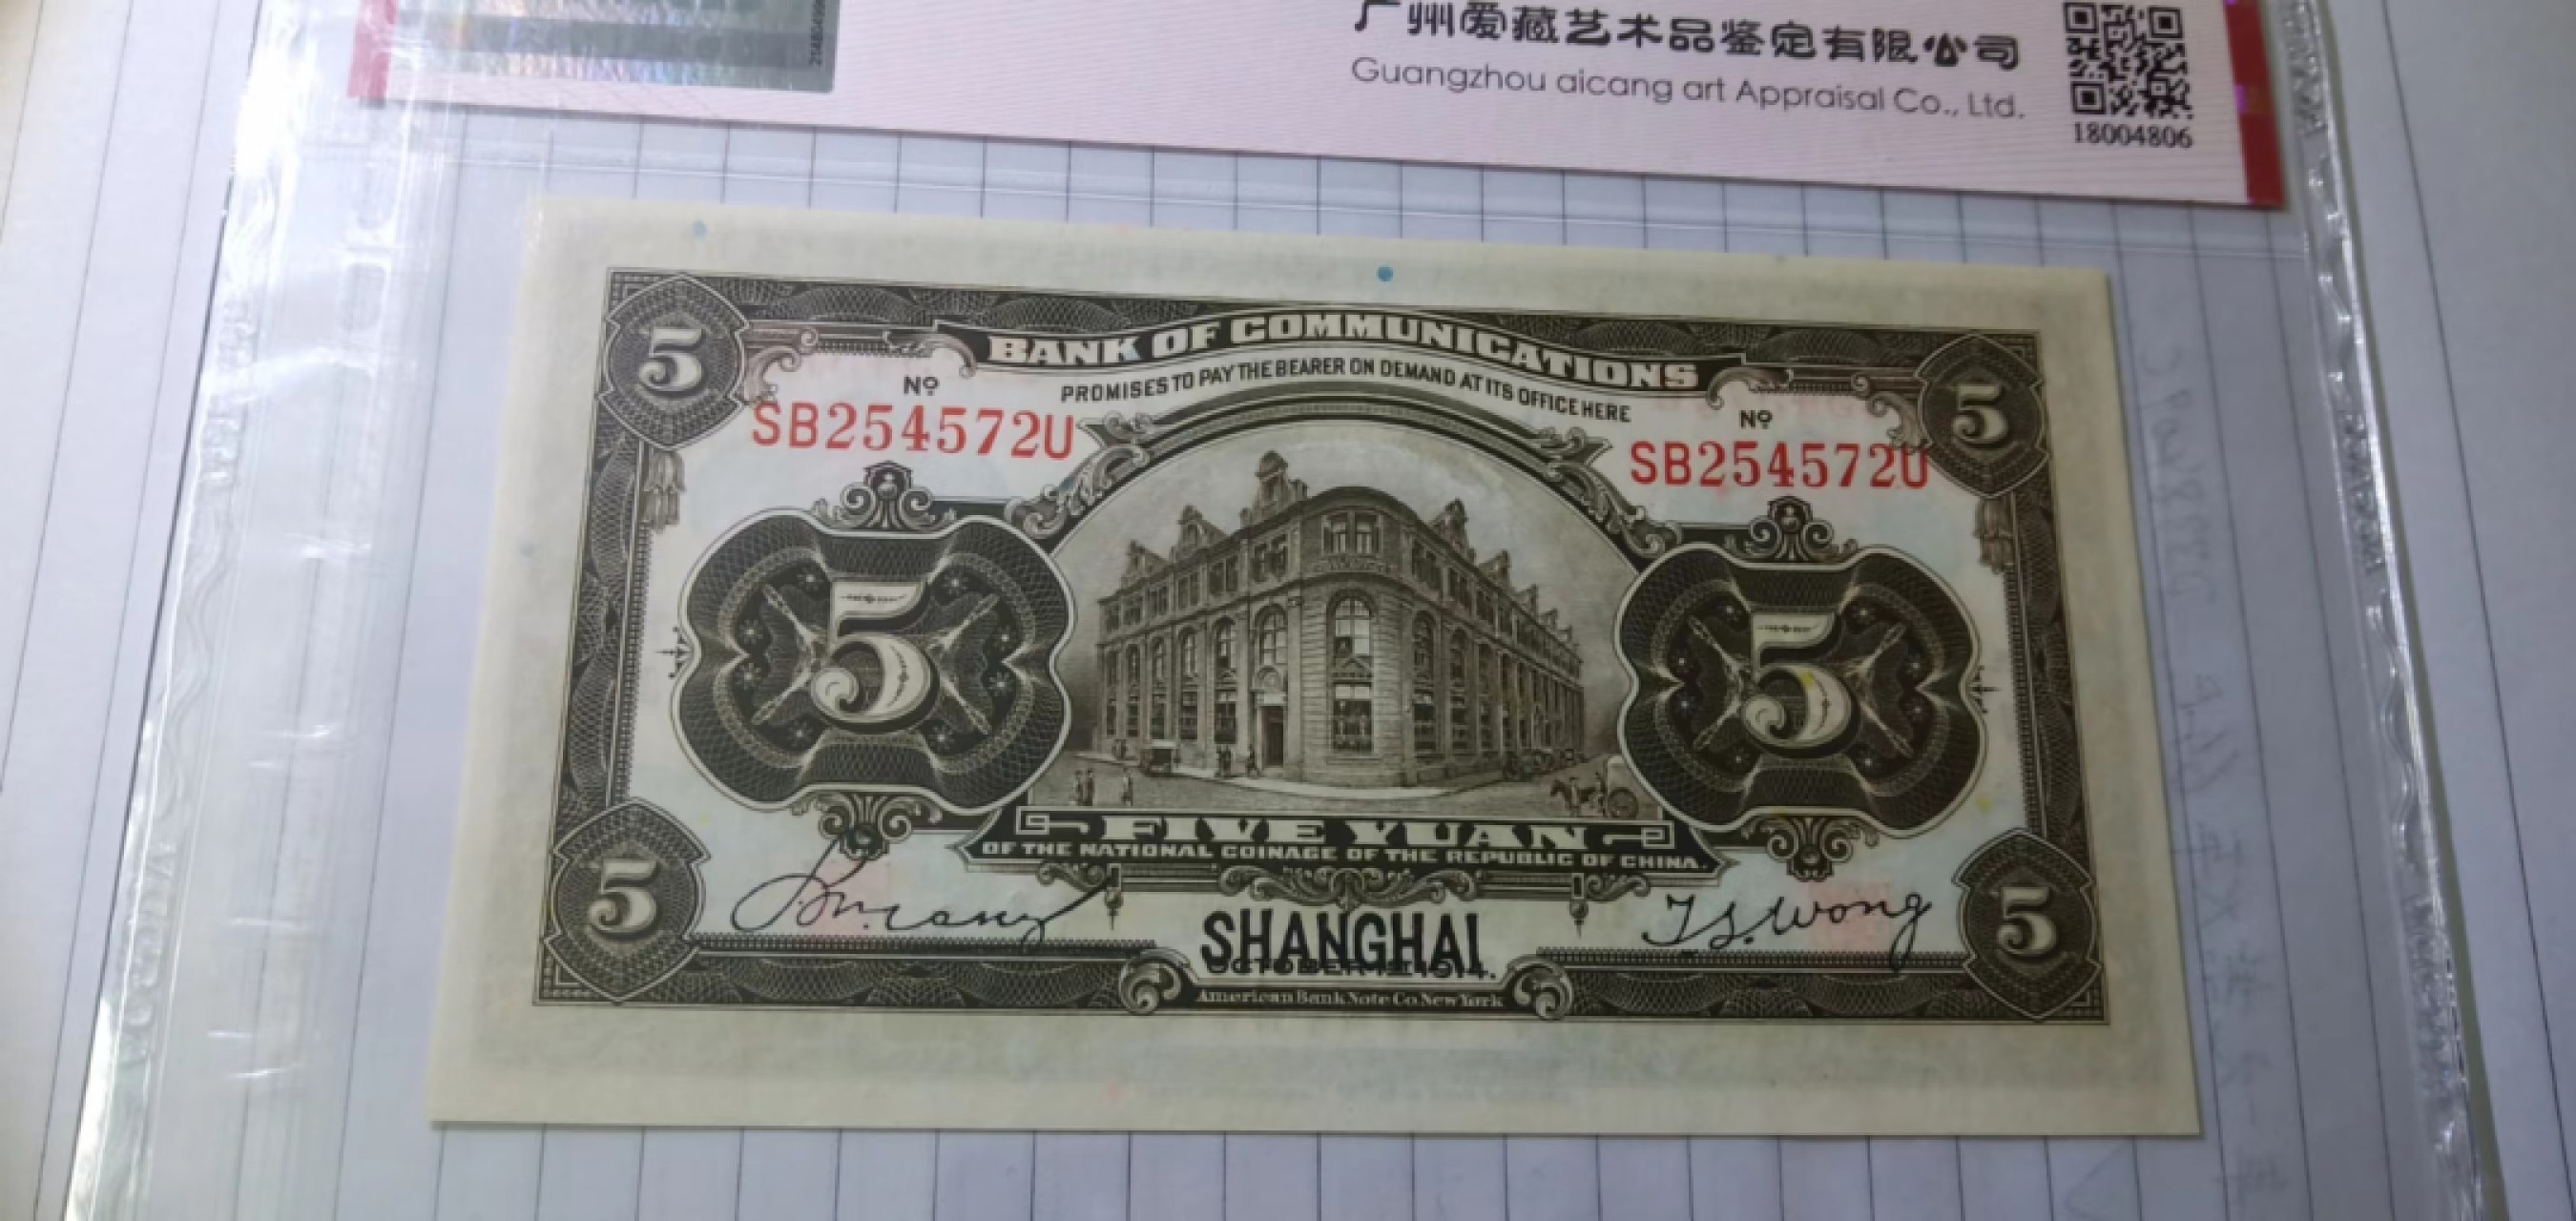 广州爱藏艺术品鉴定有限公司
Guangzhou aicang art Appraisal Co., Ltd.
18004806
5
BANK OF COMMUNICATIONS
5
PROMISES TO PAY THE BEARER ON DEMAND AT ITS OFFICE HERE
Nº
SB254572U
Nº
SB254572U
5
5
FIVE YUAN
OF THE NATIONAL COINAGE OF THE REPUBLIC OF CHINA.
5
T.S.Wong
5
SHANGHAI
OCTOBER 1ST 1914.
American Bank Note Co. New York